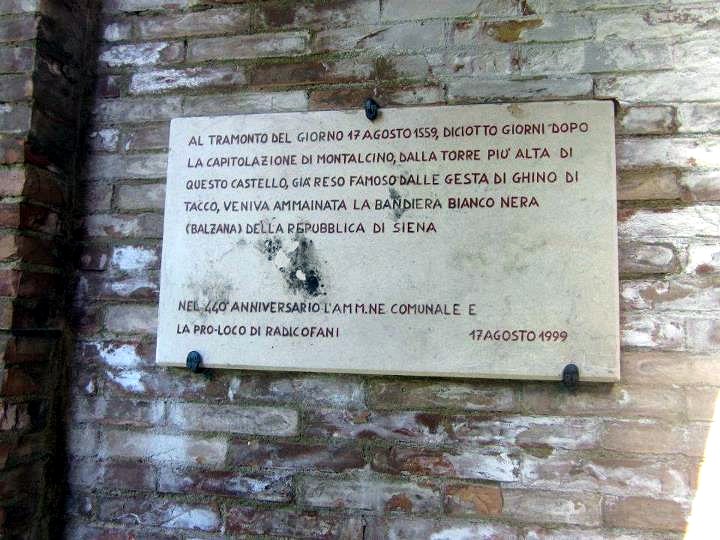 AL TRAMONTO DEL GIORNO 17 AGOSTO 1559, DICIOTTO GIORNI DOPO
LA CAPITOLAZIONE DI MONTALCINO, DALLA TORRE PIU' ALTA DI
QUESTO CASTELLO, GIÁ RESO FAMOSO DALLE GESTA DI GHINO DI
TACCO, VENIVA AMMAINATA LA BANDIERA BIANCO NERA
(BALZANA) DELLA REPUBBLICA DI SIENA
NEL 440° ANNIVERSARIO L'AMM.NE COMUNALE E
LA PRO-LOCO DI RADICOFANI 17 AGOSTO 1999